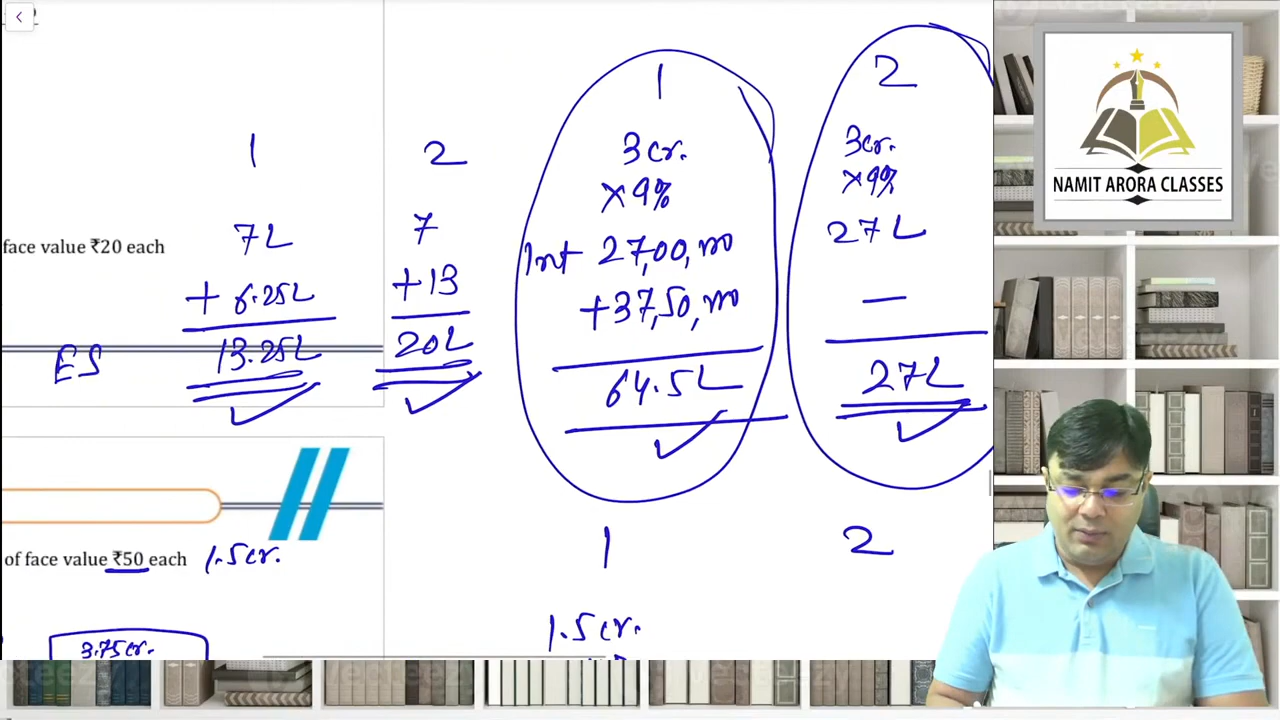 1
2
1
2
3cr.
3cr.
×9%
×9%
face value ₹20 each
7L
7
Int 27,00,000
27L
+ 6.25L
+13
+37,50,000
—
ES
13.25L
20L
64.5L
27L
of face value ₹50 each
1.5cr.
1
2
1.5cr.
3.75cr.
NAMIT ARORA CLASSES